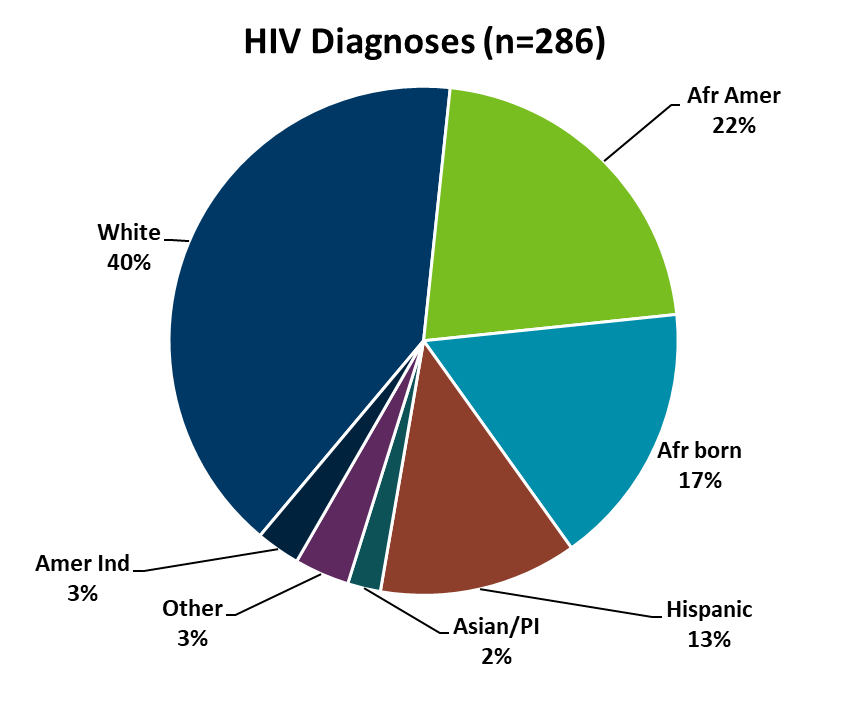 HIV Diagnoses (n=286)
Afr Amer
22%
White
40%
Afr born
17%
Amer Ind
3%
Other
3%
Asian/PI
2%
Hispanic
13%